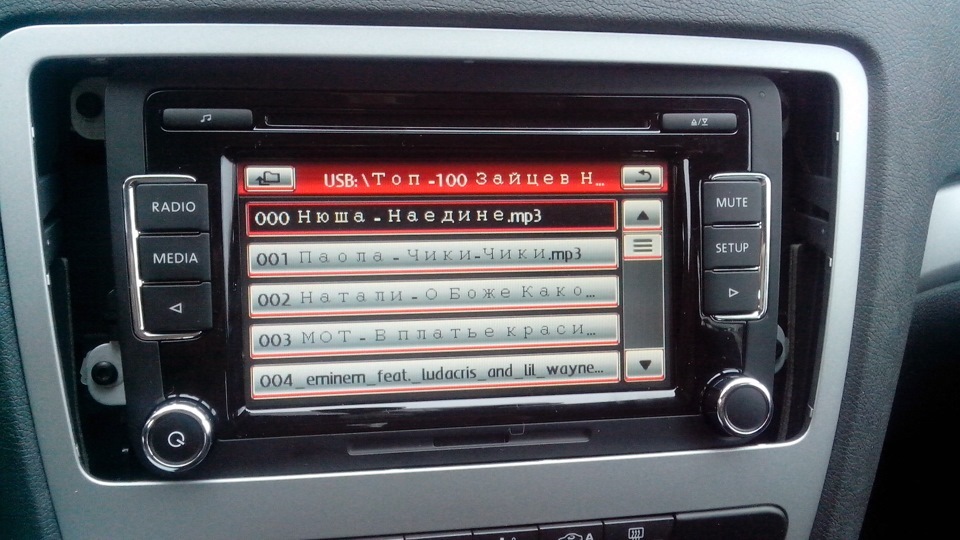 USB:\Топ -100 Зайцев Н...
RADIO
MEDIA
MUTE
SETUP
000 Нюша - Наедине.mp3
001 Паола - Чики-Чики.mp3
002 Натали - О Боже Како...
003 МОТ - В платье краси...
004_eminem_feat._ludacris_and_lil_wayne...
A